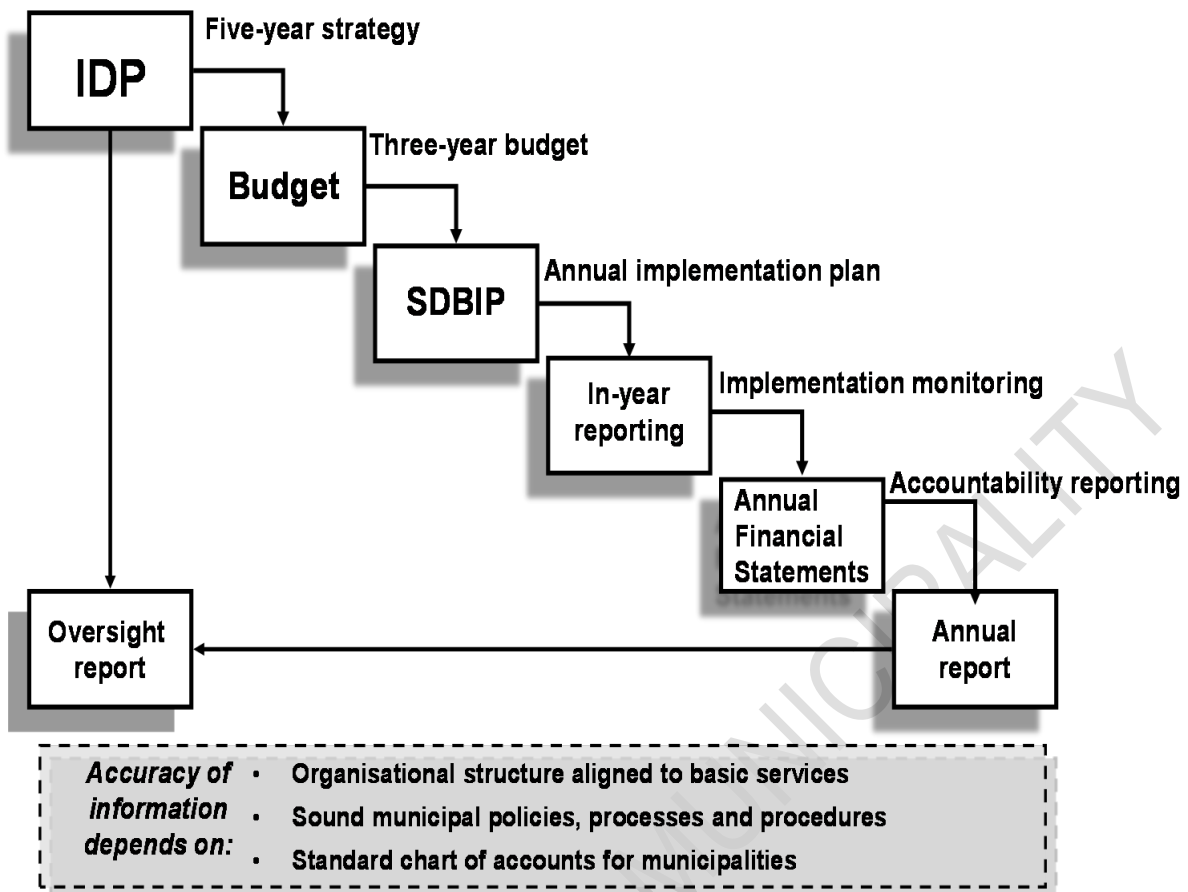 Five-year strategy
IDP
Three-year budget
Budget
Annual implementation plan
SDBIP
Implementation monitoring
In-year
reporting
Accountability reporting
Annual
Financial
Statements
Oversight
report
Annual
report
Accuracy of
information
depends on:
• Organisational structure aligned to basic services
• Sound municipal policies, processes and procedures
• Standard chart of accounts for municipalities
MUNICIPALITY